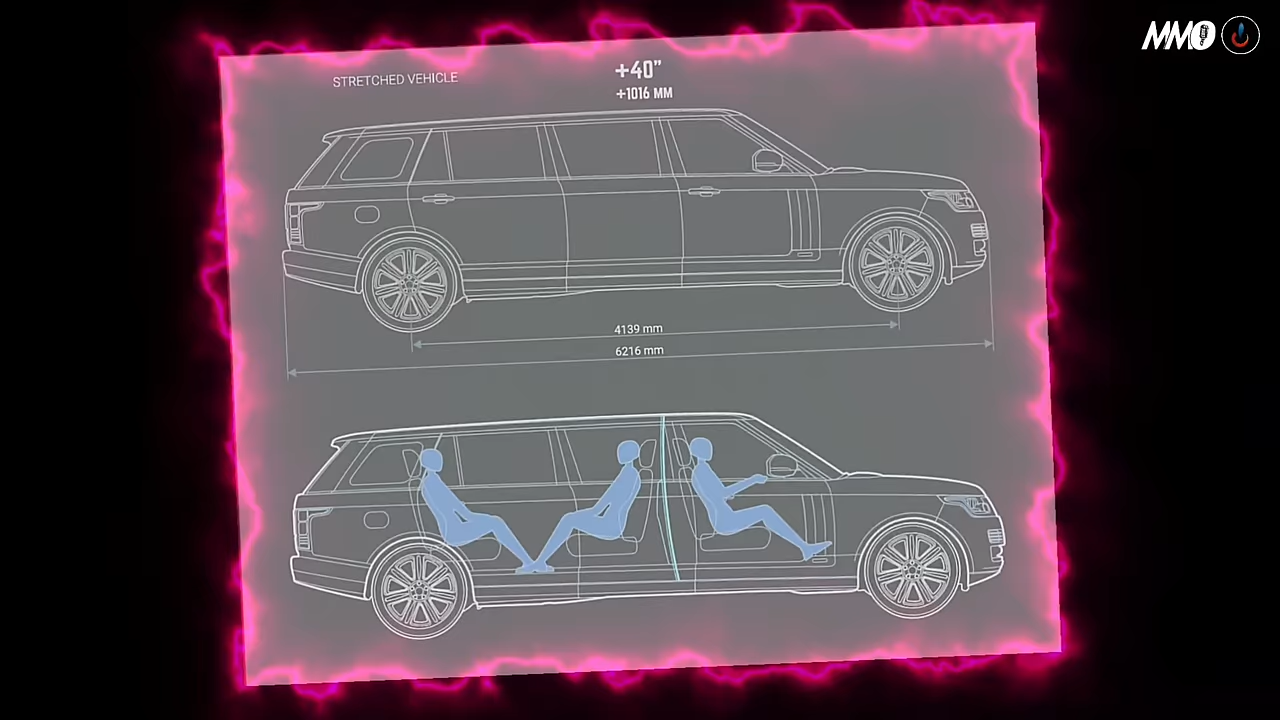 MMO
STRETCHED VEHICLE
+40"
+1016 MM
4139 mm
6216 mm